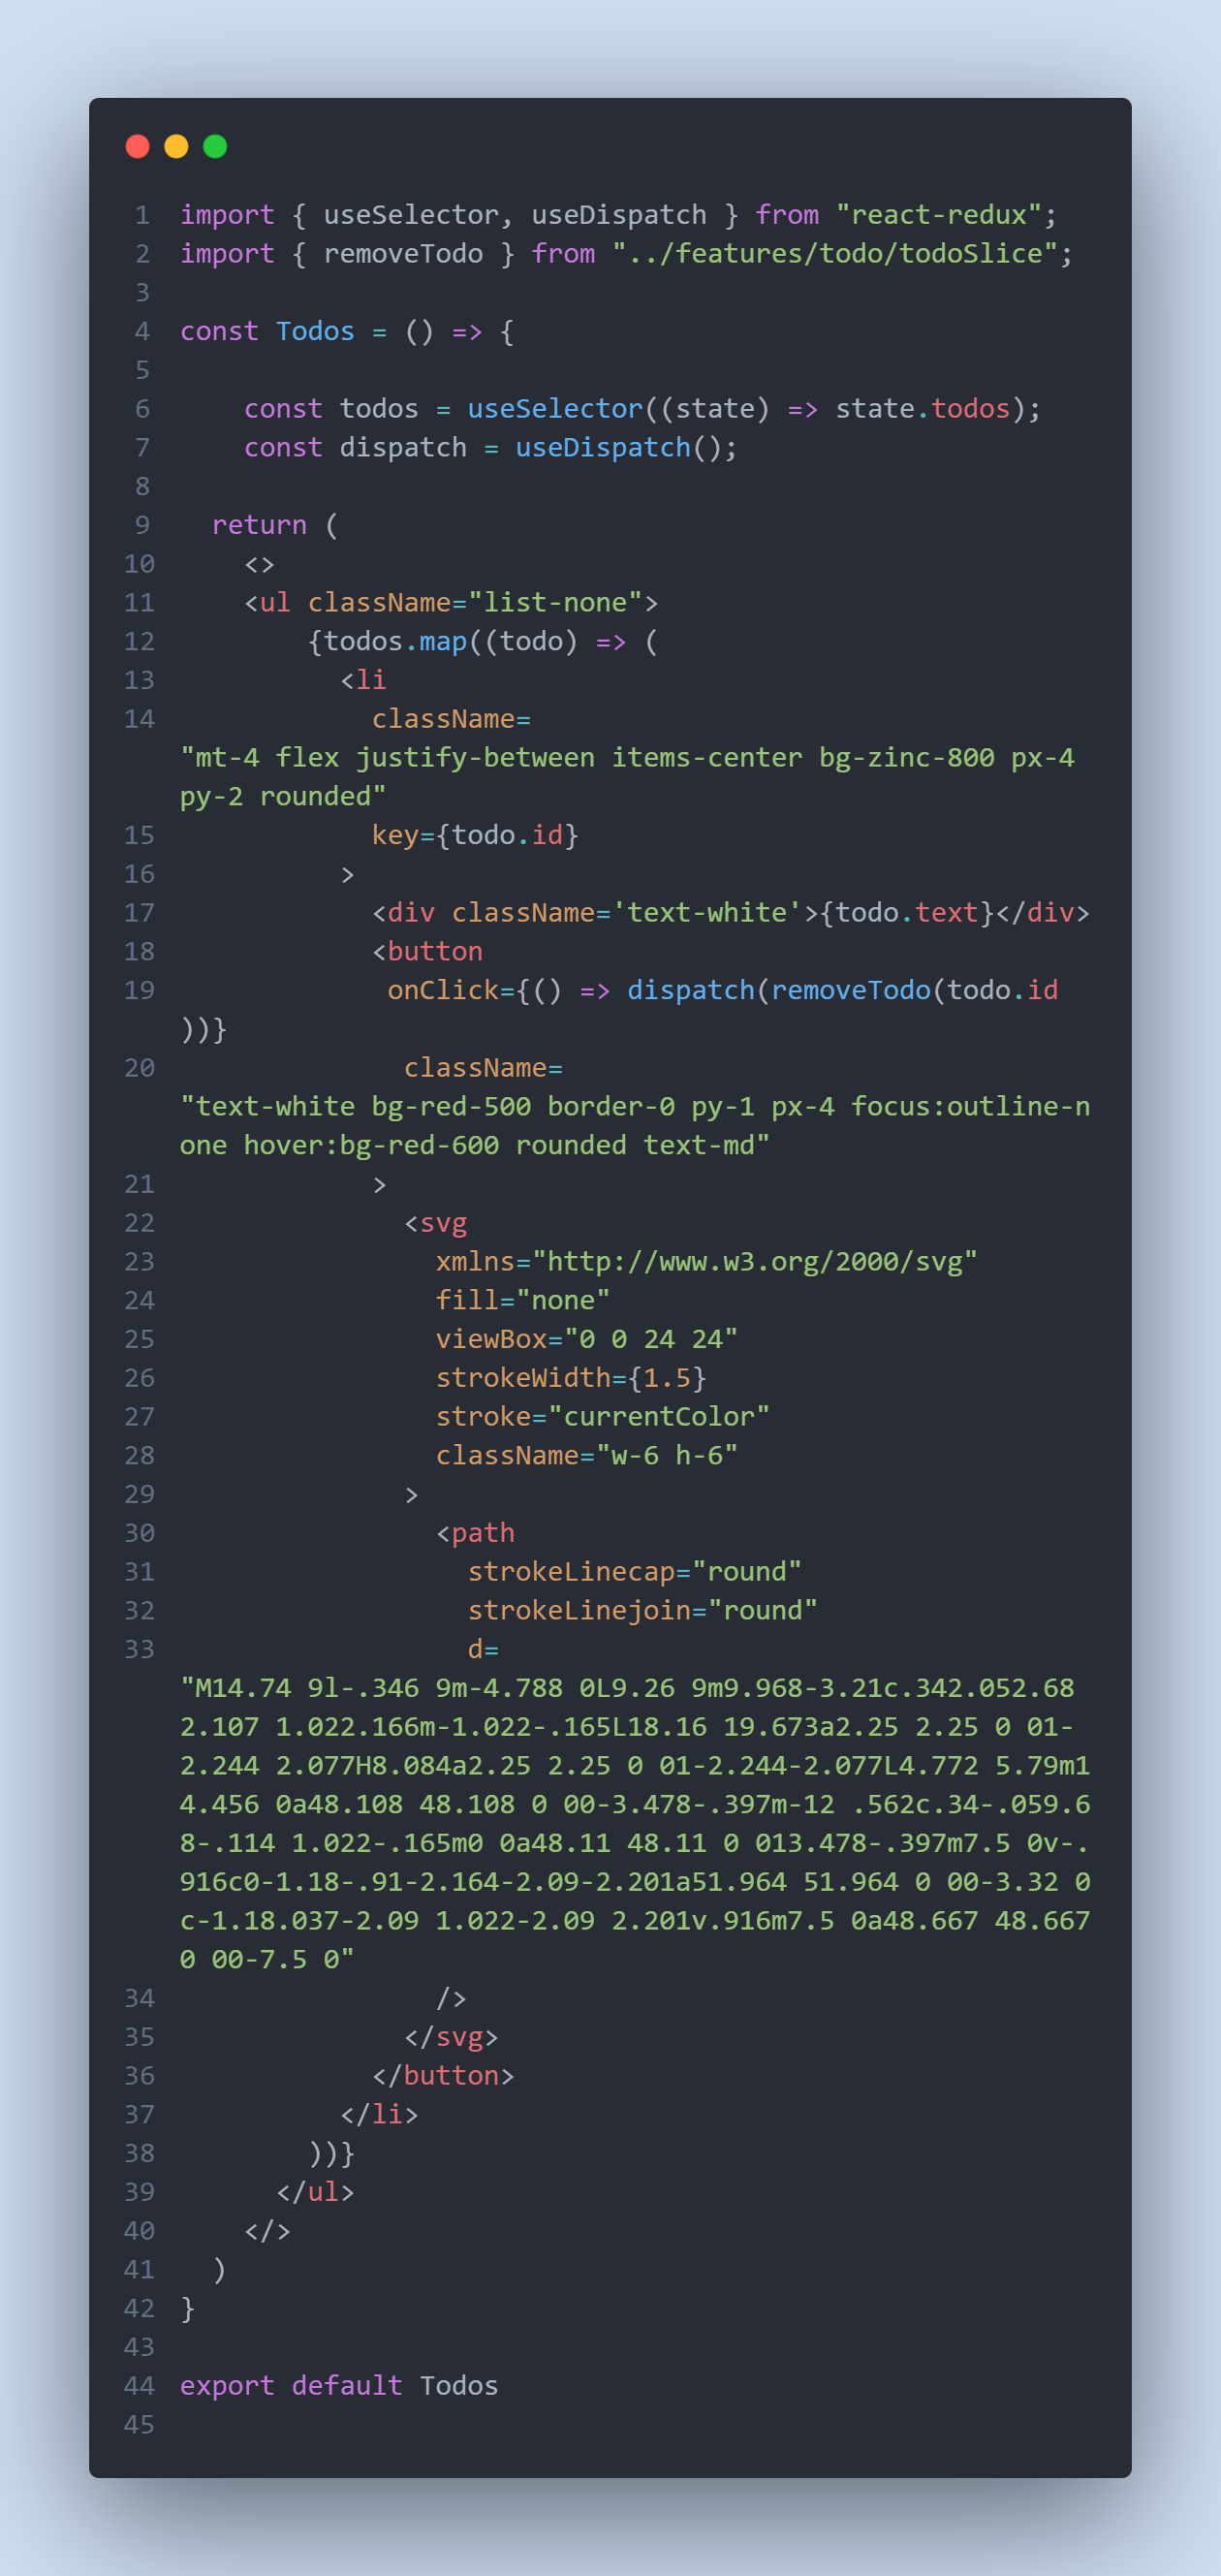 1 import { useSelector, useDispatch } from "react-redux";
2 import { removeTodo } from "../features/todo/todoSlice";
3
4 const Todos = () => {
5
6     const todos = useSelector((state) => state.todos);
7     const dispatch = useDispatch();
8
9   return (
10     <>
11     <ul className="list-none">
12         {todos.map((todo) => (
13           <li
14             className=
"mt-4 flex justify-between items-center bg-zinc-800 px-4
py-2 rounded"
15             key={todo.id}
16           >
17             <div className='text-white'>{todo.text}</div>
18             <button
19              onClick={() => dispatch(removeTodo(todo.id
))}
20               className=
"text-white bg-red-500 border-0 py-1 px-4 focus:outline-n
one hover:bg-red-600 rounded text-md"
21             >
22               <svg
23                 xmlns="http://www.w3.org/2000/svg"
24                 fill="none"
25                 viewBox="0 0 24 24"
26                 strokeWidth={1.5}
27                 stroke="currentColor"
28                 className="w-6 h-6"
29               >
30                 <path
31                   strokeLinecap="round"
32                   strokeLinejoin="round"
33                   d=
"M14.74 9l-.346 9m-4.788 0L9.26 9m9.968-3.21c.342.052.68
2.107 1.022.166m-1.022-.165L18.16 19.673a2.25 2.25 0 01-
2.244 2.077H8.084a2.25 2.25 0 01-2.244-2.077L4.772 5.79m1
4.456 0a48.108 48.108 0 00-3.478-.397m-12 .562c.34-.059.6
8-.114 1.022-.165m0 0a48.11 48.11 0 013.478-.397m7.5 0v-.
916c0-1.18-.91-2.164-2.09-2.201a51.964 51.964 0 00-3.32 0
c-1.18.037-2.09 1.022-2.09 2.201v.916m7.5 0a48.667 48.667
0 00-7.5 0"
34                 />
35               </svg>
36             </button>
37           </li>
38         ))}
39       </ul>
40     </>
41   )
42 }
43
44 export default Todos
45